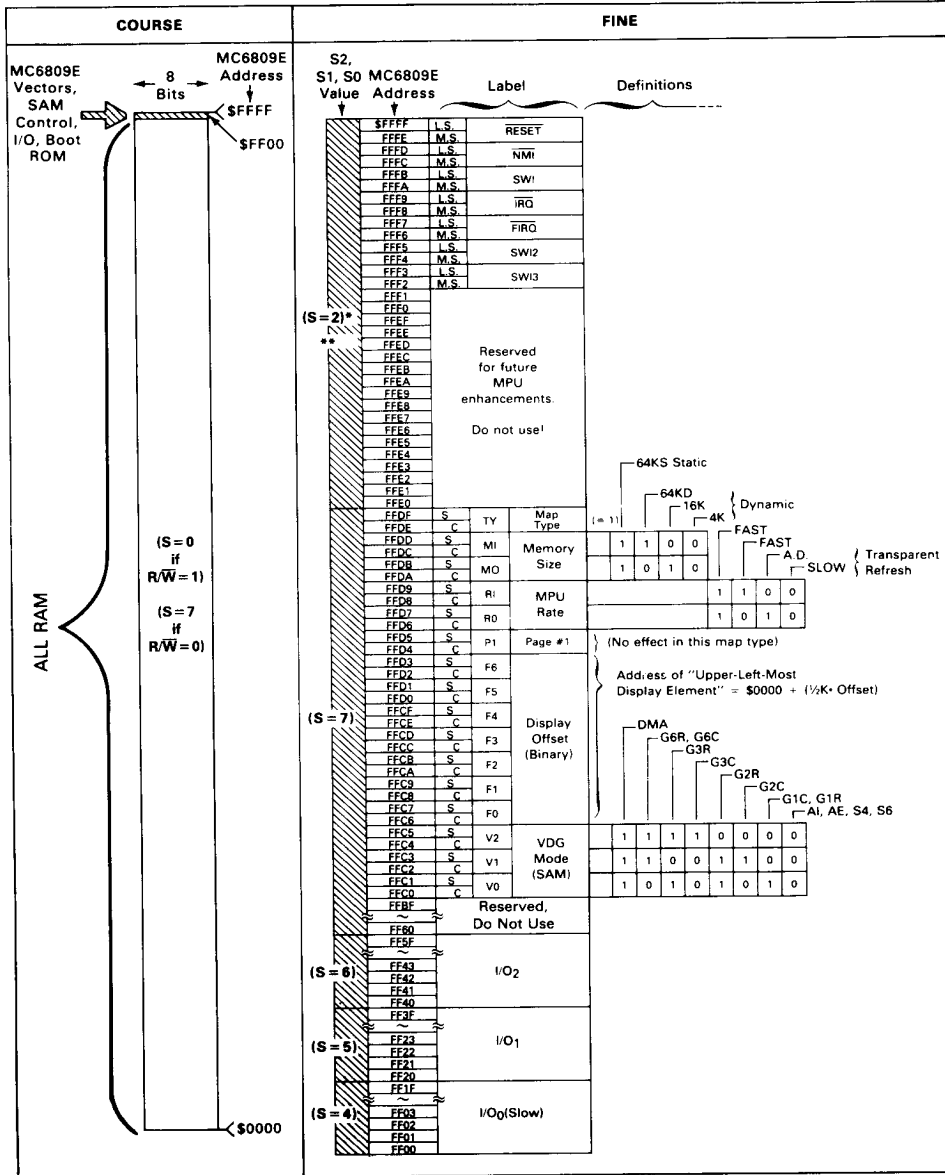 COURSE
FINE
MC6809E
Vectors,
SAM
Control,
I/O, Boot
ROM
8
Bits
MC6809E
Address
$FFFF
$FF00
ALL RAM
(S=0
if
R/W̅=1)
(S=7
if
R/W̅=0)
$0000
S2,
S1, S0
Value
MC6809E
Address
Label
Definitions
$FFFF L.S. R̅E̅S̅E̅T̅
FFFE M.S.
FFFD L.S. N̅M̅I̅
FFFC M.S.
FFFB L.S. SWI
FFFA M.S.
FFF9 L.S. I̅R̅Q̅
FFF8 M.S.
FFF7 L.S. F̅I̅R̅Q̅
FFF6 M.S.
FFF5 L.S. SWI2
FFF4 M.S.
FFF3 L.S. SWI3
FFF2 M.S.
(S=2)*
**
FFF1
FFF0
FFEF
FFEE
FFED
FFEC
FFEB
FFEA
FFE9
FFE8
FFE7
FFE6
FFE5
FFE4
FFE3
FFE2
FFE1
FFE0
Reserved
for future
MPU
enhancements.
Do not use!
(S=7)
FFDF S TY Map
FFDE C Type
FFDD S MI Memory
FFDC C Size
FFDB S MO
FFDA C
FFD9 S RI MPU
FFD8 C Rate
FFD7 S R0
FFD6 C
FFD5 S P1 Page #1
FFD4 C
FFD3 S F6
FFD2 C
FFD1 S F5
FFD0 C
FFCF S F4
FFCE C
FFCD S F3
FFCC C
FFCB S F2
FFCA C
FFC9 S F1
FFC8 C
FFC7 S F0
FFC6 C
Display
Offset
(Binary)
FFC5 S V2
FFC4 C
FFC3 S V1
FFC2 C
FFC1 S V0
FFC0 C
VDG
Mode
(SAM)
64KS Static
64KD
16K
4K
Dynamic
(= 1)
1 1 0 0
1 0 1 0
FAST
FAST
A.D.
SLOW
Transparent
Refresh
1 1 0 0
1 0 1 0
(No effect in this map type)
Address of "Upper-Left-Most
Display Element" = $0000 + (½K• Offset)
DMA
G6R, G6C
G3R
G3C
G2R
G2C
G1C, G1R
AI, AE, S4, S6
1 1 1 1 0 0 0 0
1 1 0 0 1 1 0 0
1 0 1 0 1 0 1 0
FFBF
~
FF60
Reserved,
Do Not Use
(S=6)
FF5F
~
FF43
FF42
FF41
FF40
I/O2
(S=5)
FF3F
~
FF23
FF22
FF21
FF20
I/O1
(S=4)
FF1F
~
FF03
FF02
FF01
FF00
I/O0(Slow)